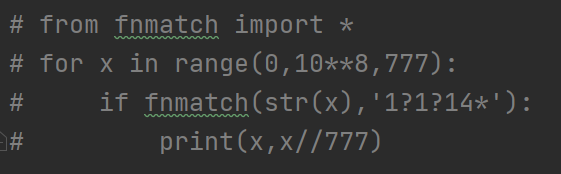 # from fnmatch import *
# for x in range(0,10**8,777):
#     if fnmatch(str(x),'1?1?14*'):
#         print(x,x//777)